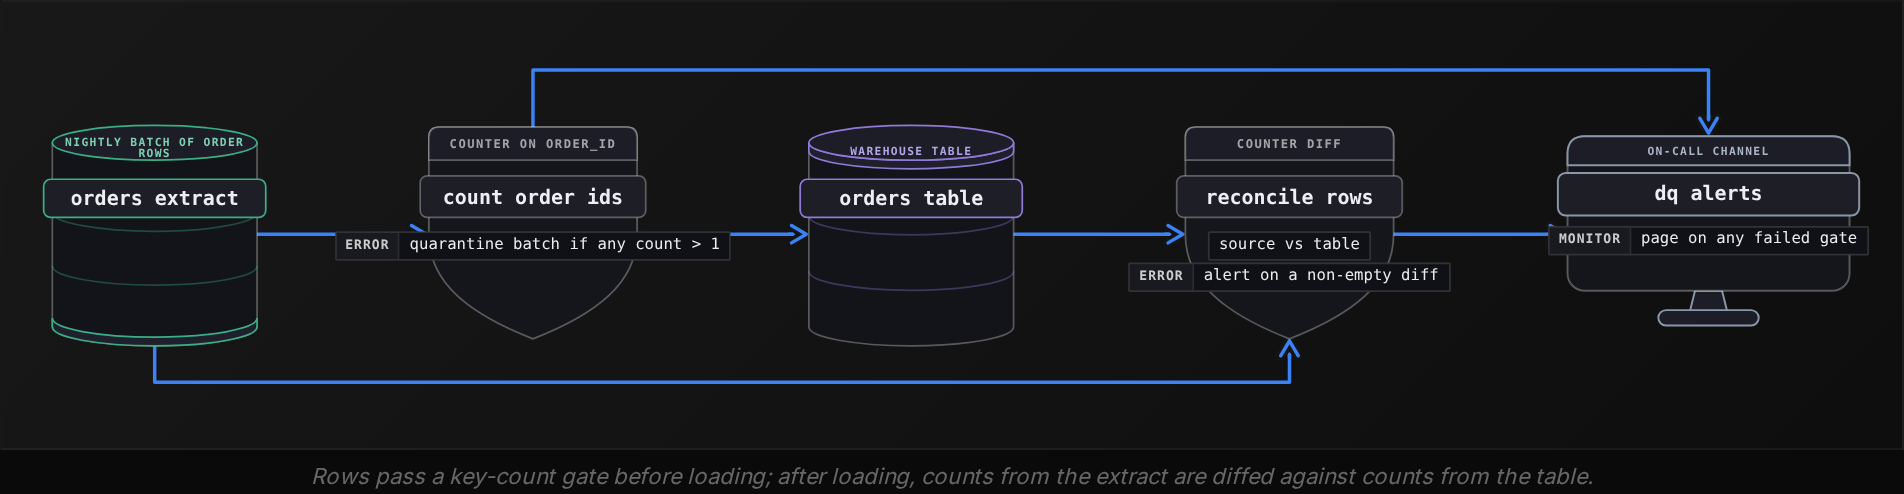 NIGHTLY BATCH OF ORDER
ROWS
orders extract
COUNTER ON ORDER_ID
count order ids
ERROR quarantine batch if any count > 1
WAREHOUSE TABLE
orders table
COUNTER DIFF
reconcile rows
source vs table
ERROR alert on a non-empty diff
ON-CALL CHANNEL
dq alerts
MONITOR page on any failed gate
Rows pass a key-count gate before loading; after loading, counts from the extract are diffed against counts from the table.